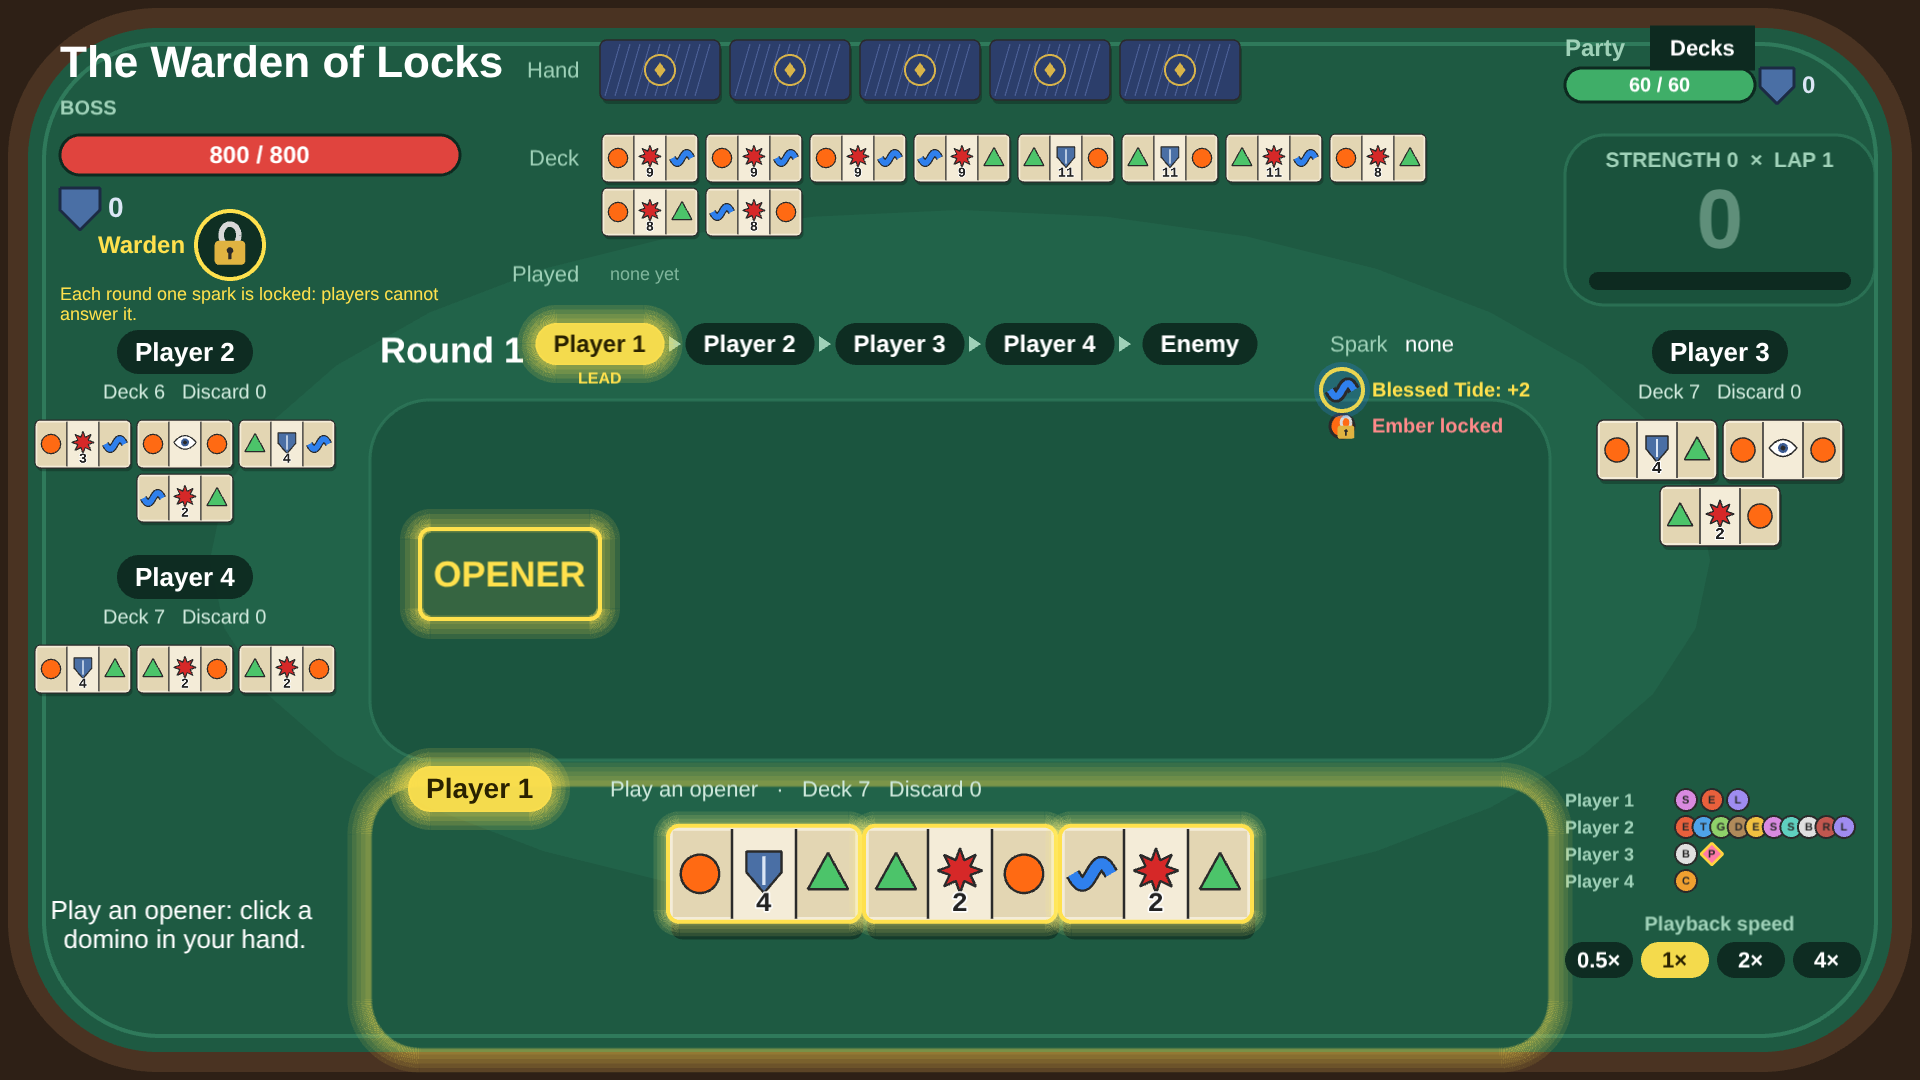 The Warden of Locks
BOSS
800 / 800
0
Warden
Each round one spark is locked: players cannot
answer it.
Hand
Deck
9 9 9 9 11 11 11 8
8 8
Played none yet
Party Decks
60 / 60 0
STRENGTH 0 × LAP 1
0
Round 1 Player 1 Player 2 Player 3 Player 4 Enemy
LEAD
Spark none
Blessed Tide: +2
Ember locked
Player 2
Deck 6 Discard 0
3 4
2
Player 4
Deck 7 Discard 0
4 2 2
Player 3
Deck 7 Discard 0
4
2
OPENER
Player 1 Play an opener · Deck 7 Discard 0
4 2 2
Play an opener: click a
domino in your hand.
Player 1 S E L
Player 2 E T G D E S S B R L
Player 3 B P
Player 4 C
Playback speed
0.5× 1× 2× 4×